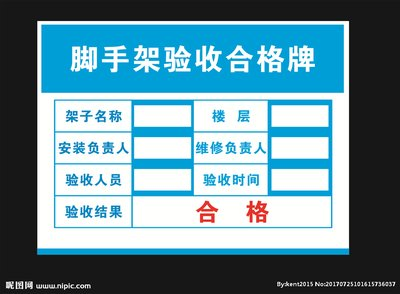 脚手架验收合格牌
架子名称 楼 层
安装负责人 维修负责人
验收人员 验收时间
验收结果 合 格
昵图网 www.nipic.com
By:kent2015 No:20170725101615736037